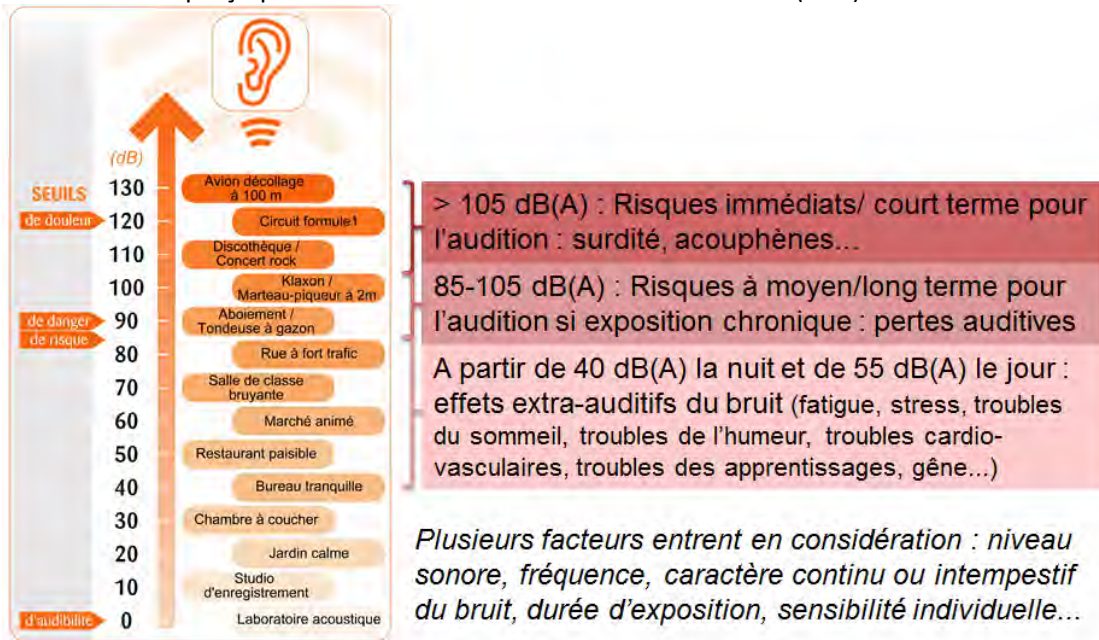 (dB)
SEUILS
130
Avion décollage
à 100 m
de douleur
120
Circuit formule1
110
Discothèque /
Concert rock
100
Klaxon /
Marteau-piqueur à 2m
de danger
90
Aboiement /
Tondeuse à gazon
de risque
80
Rue à fort trafic
70
Salle de classe
bruyante
60
Marché animé
50
Restaurant paisible
40
Bureau tranquille
30
Chambre à coucher
20
Jardin calme
10
Studio
d'enregistrement
d'audibilité
0
Laboratoire acoustique
> 105 dB(A) : Risques immédiats/ court terme pour
l'audition : surdité, acouphènes...
85-105 dB(A) : Risques à moyen/long terme pour
l'audition si exposition chronique : pertes auditives
A partir de 40 dB(A) la nuit et de 55 dB(A) le jour :
effets extra-auditifs du bruit (fatigue, stress, troubles
du sommeil, troubles de l'humeur, troubles cardio-
vasculaires, troubles des apprentissages, gêne...)
Plusieurs facteurs entrent en considération : niveau
sonore, fréquence, caractère continu ou intempestif
du bruit, durée d'exposition, sensibilité individuelle...